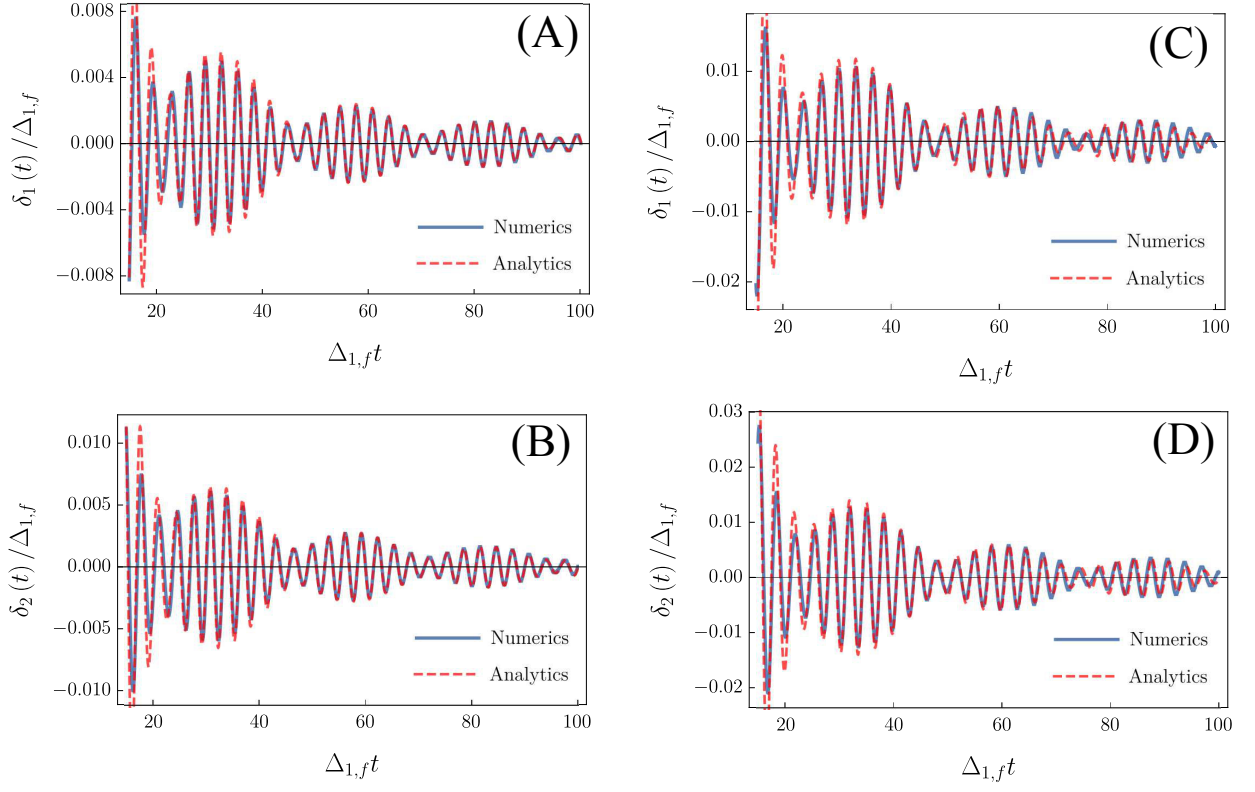 (A)
δ₁(t)/Δ₁,f
0.008
0.004
0.000
−0.004
−0.008
Numerics
Analytics
20 40 60 80 100
Δ₁,f t
(C)
δ₁(t)/Δ₁,f
0.01
0.00
−0.01
−0.02
Numerics
Analytics
20 40 60 80 100
Δ₁,f t
(B)
δ₂(t)/Δ₁,f
0.010
0.005
0.000
−0.005
−0.010
Numerics
Analytics
20 40 60 80 100
Δ₁,f t
(D)
δ₂(t)/Δ₁,f
0.03
0.02
0.01
0.00
−0.01
−0.02
Numerics
Analytics
20 40 60 80 100
Δ₁,f t